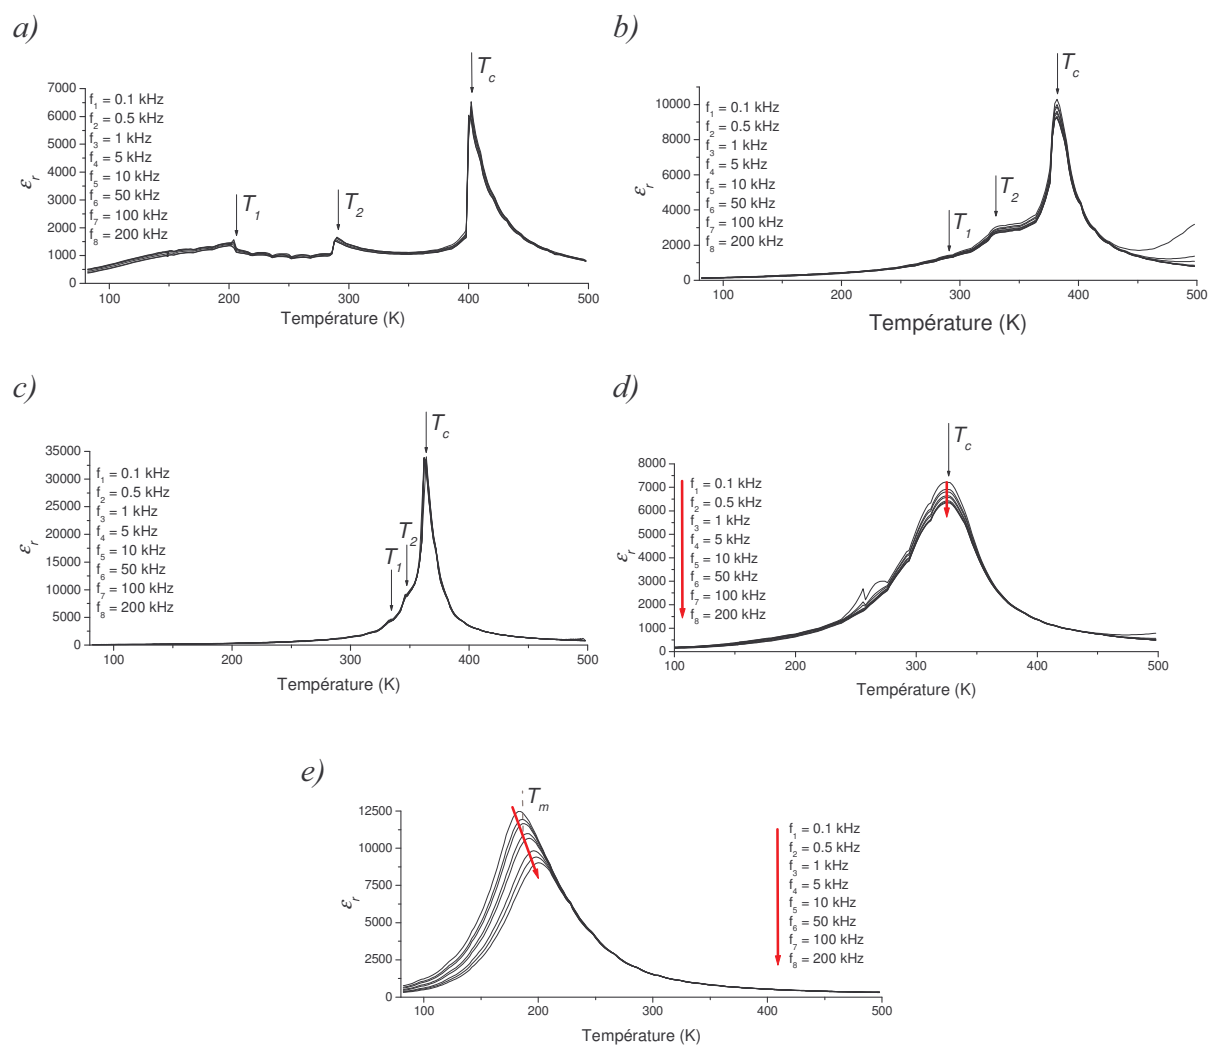 a)
T_c
7000
6000
5000
4000
3000
2000
1000
0
ε_r
f_1 = 0.1 kHz
f_2 = 0.5 kHz
f_3 = 1 kHz
f_4 = 5 kHz
f_5 = 10 kHz
f_6 = 50 kHz
f_7 = 100 kHz
f_8 = 200 kHz
T_1
T_2
100 200 300 400 500
Température (K)
b)
T_c
10000
8000
6000
4000
2000
0
ε_r
f_1 = 0.1 kHz
f_2 = 0.5 kHz
f_3 = 1 kHz
f_4 = 5 kHz
f_5 = 10 kHz
f_6 = 50 kHz
f_7 = 100 kHz
f_8 = 200 kHz
T_1
T_2
100 200 300 400 500
Température (K)
c)
T_c
35000
30000
25000
20000
15000
10000
5000
0
ε_r
f_1 = 0.1 kHz
f_2 = 0.5 kHz
f_3 = 1 kHz
f_4 = 5 kHz
f_5 = 10 kHz
f_6 = 50 kHz
f_7 = 100 kHz
f_8 = 200 kHz
T_1
T_2
100 200 300 400 500
Température (K)
d)
T_c
8000
7000
6000
5000
4000
3000
2000
1000
0
ε_r
f_1 = 0.1 kHz
f_2 = 0.5 kHz
f_3 = 1 kHz
f_4 = 5 kHz
f_5 = 10 kHz
f_6 = 50 kHz
f_7 = 100 kHz
f_8 = 200 kHz
100 200 300 400 500
Température (K)
e)
T_m
12500
10000
7500
5000
2500
0
ε_r
f_1 = 0.1 kHz
f_2 = 0.5 kHz
f_3 = 1 kHz
f_4 = 5 kHz
f_5 = 10 kHz
f_6 = 50 kHz
f_7 = 100 kHz
f_8 = 200 kHz
100 200 300 400 500
Température (K)